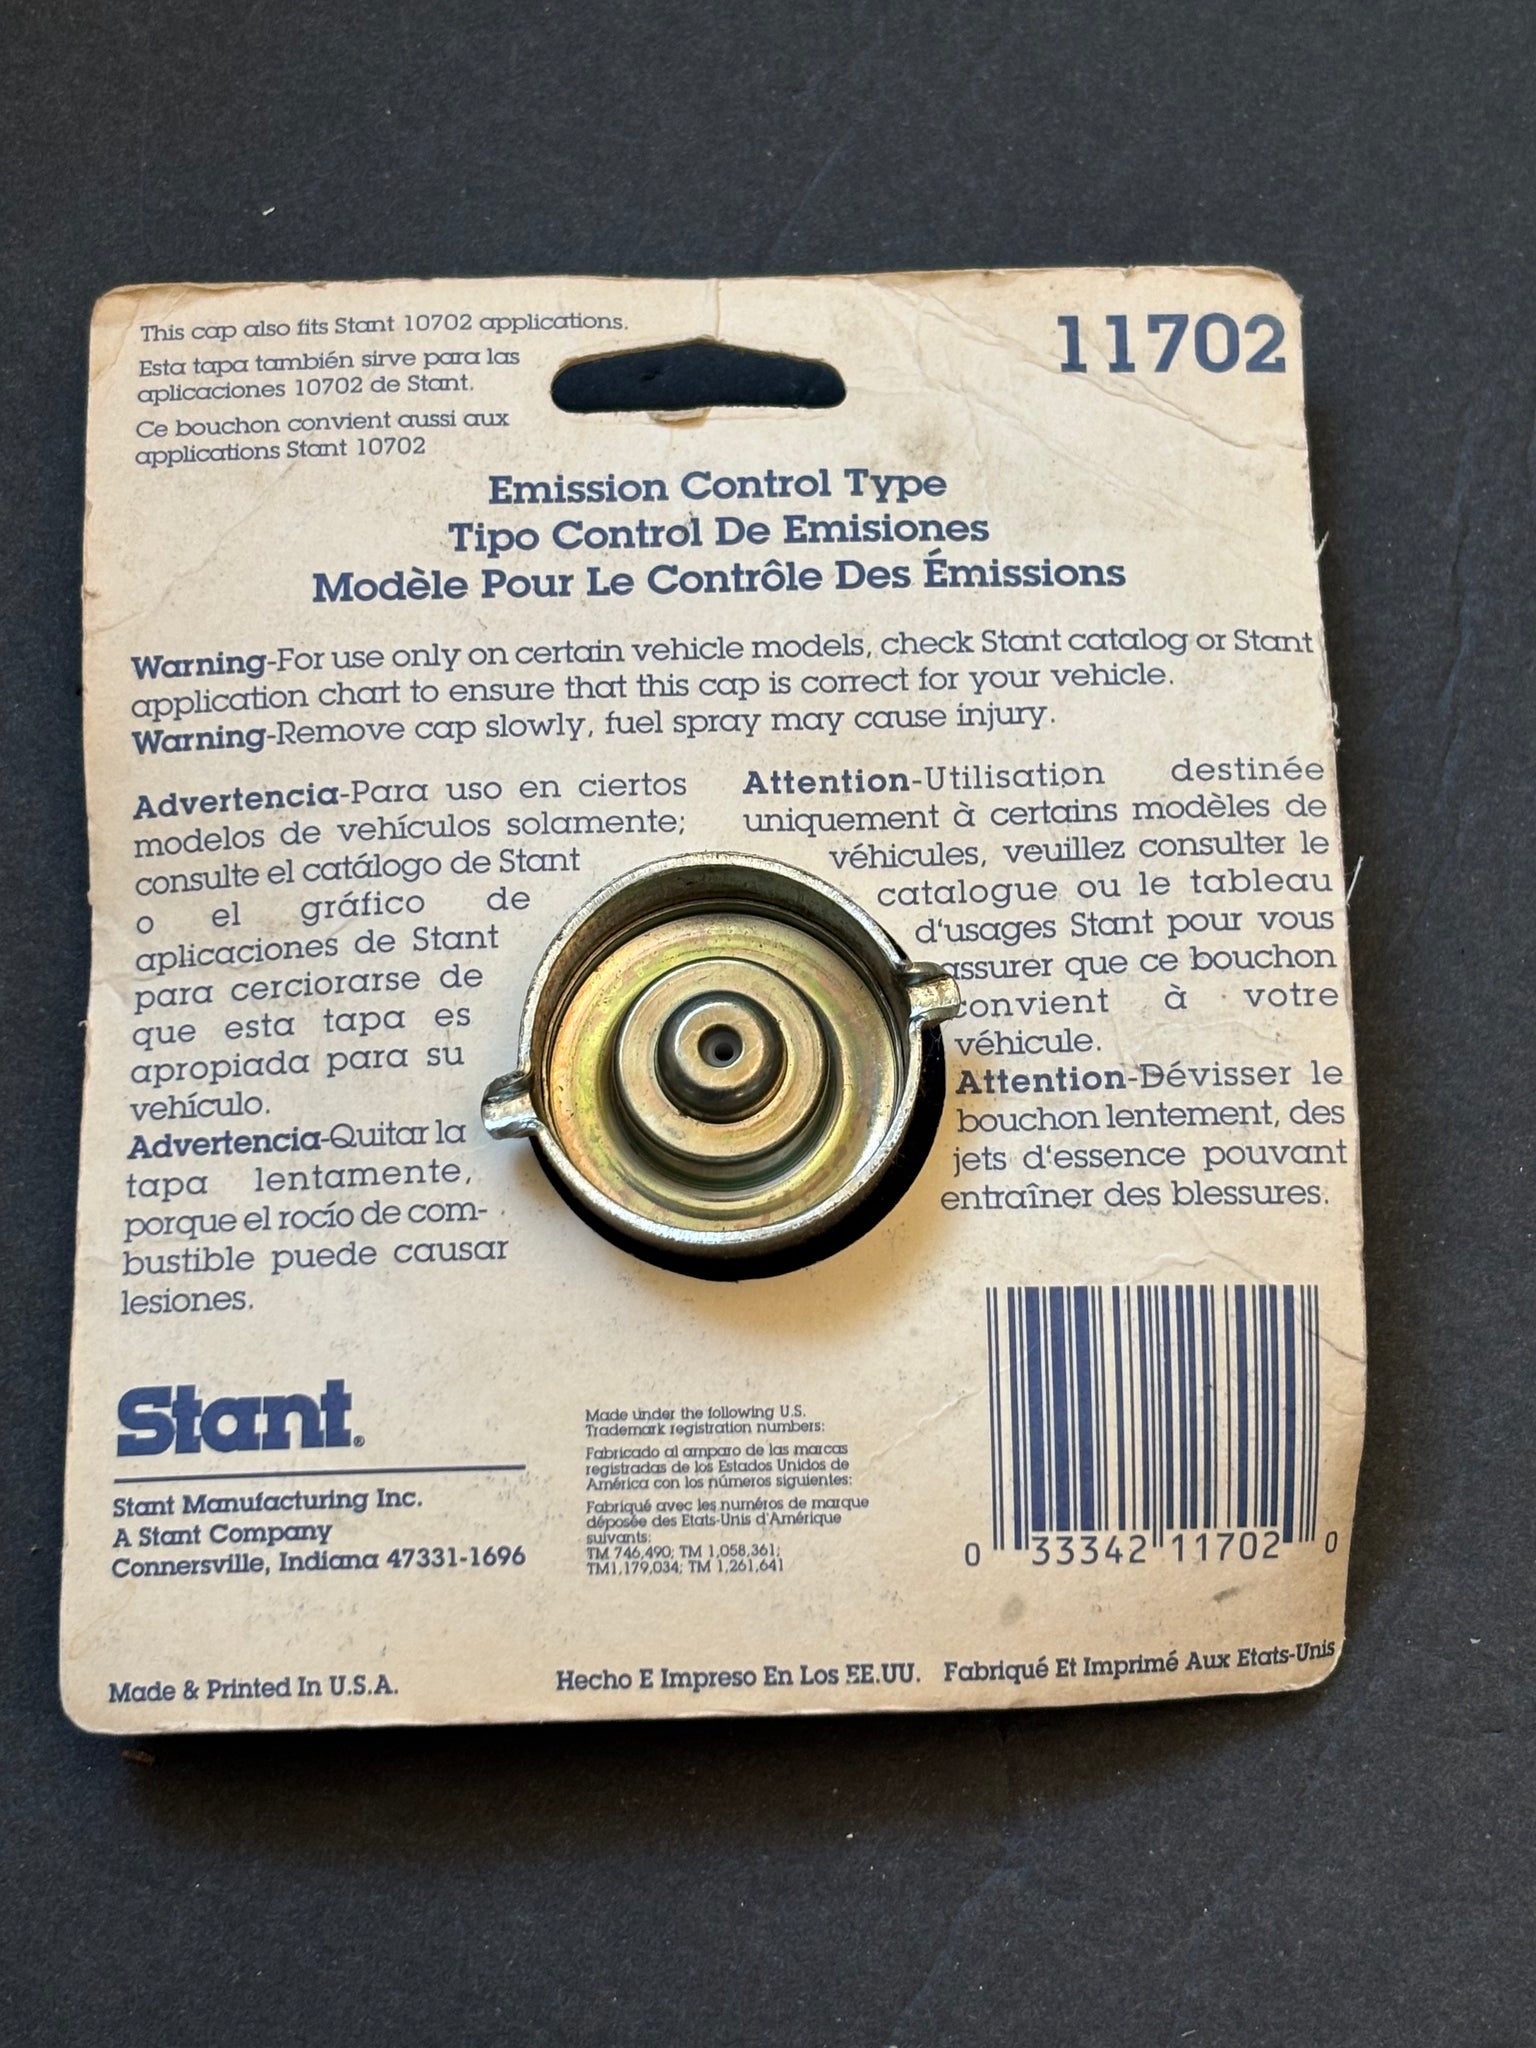 This cap also fits Stant 10702 applications.
Esta tapa también sirve para las
aplicaciones 10702 de Stant.
Ce bouchon convient aussi aux
applications Stant 10702
11702
Emission Control Type
Tipo Control De Emisiones
Modèle Pour Le Contrôle Des Émissions
Warning-For use only on certain vehicle models, check Stant catalog or Stant
application chart to ensure that this cap is correct for your vehicle.
Warning-Remove cap slowly, fuel spray may cause injury.
Advertencia-Para uso en ciertos
modelos de vehículos solamente;
consulte el catálogo de Stant
o el gráfico de
aplicaciones de Stant
para cerciorarse de
que esta tapa es
apropiada para su
vehículo.
Advertencia-Quitar la
tapa lentamente,
porque el rocío de com-
bustible puede causar
lesiones.
Attention-Utilisation destinée
uniquement à certains modèles de
véhicules, veuillez consulter le
catalogue ou le tableau
d'usages Stant pour vous
assurer que ce bouchon
convient à votre
véhicule.
Attention-Dévisser le
bouchon lentement, des
jets d'essence pouvant
entraîner des blessures.
Stant®
Stant Manufacturing Inc.
A Stant Company
Connersville, Indiana 47331-1696
Made under the following U.S.
Trademark registration numbers:
Fabricado al amparo de las marcas
registradas de los Estados Unidos de
América con los números siguientes:
Fabriqué avec les numéros de marque
déposée des Etats-Unis d'Amérique
suivants:
TM 746,490; TM 1,058,361;
TM1,179,034; TM 1,261,641
0 33342 11702 0
Made & Printed In U.S.A.
Hecho E Impreso En Los EE.UU.
Fabriqué Et Imprimé Aux Etats-Unis